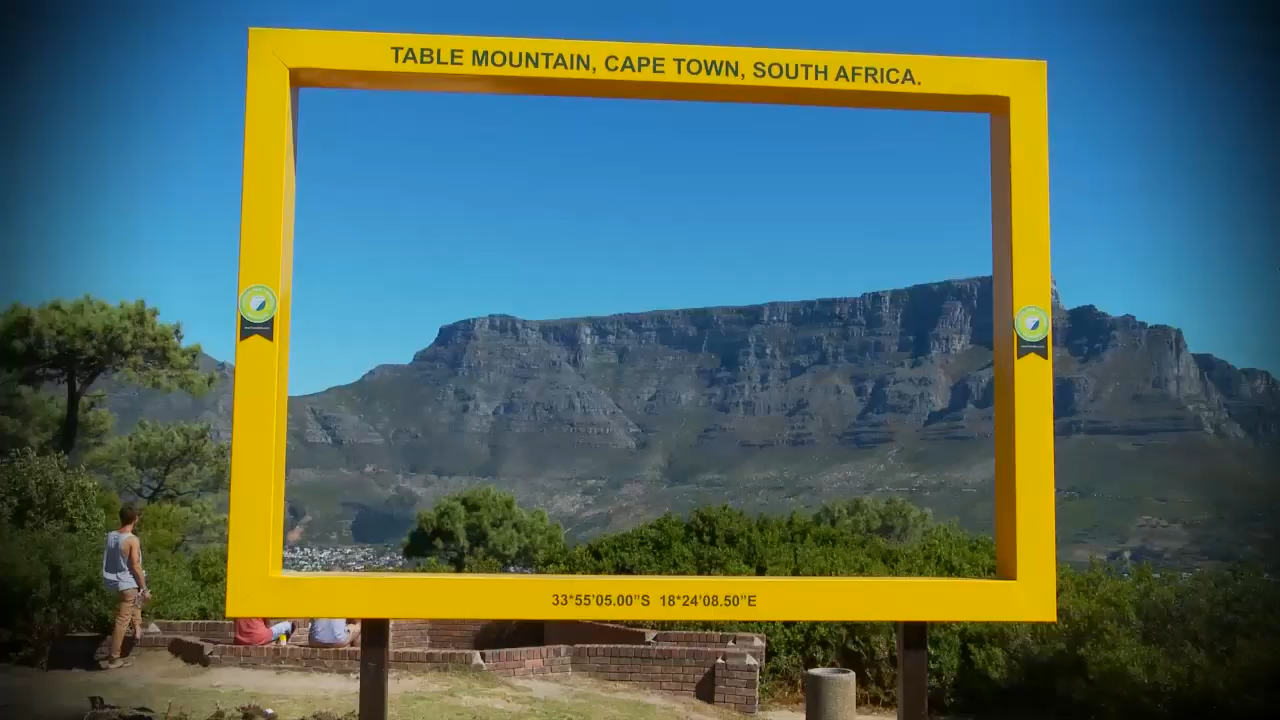 TABLE MOUNTAIN, CAPE TOWN, SOUTH AFRICA.
33*55'05.00"S 18*24'08.50"E